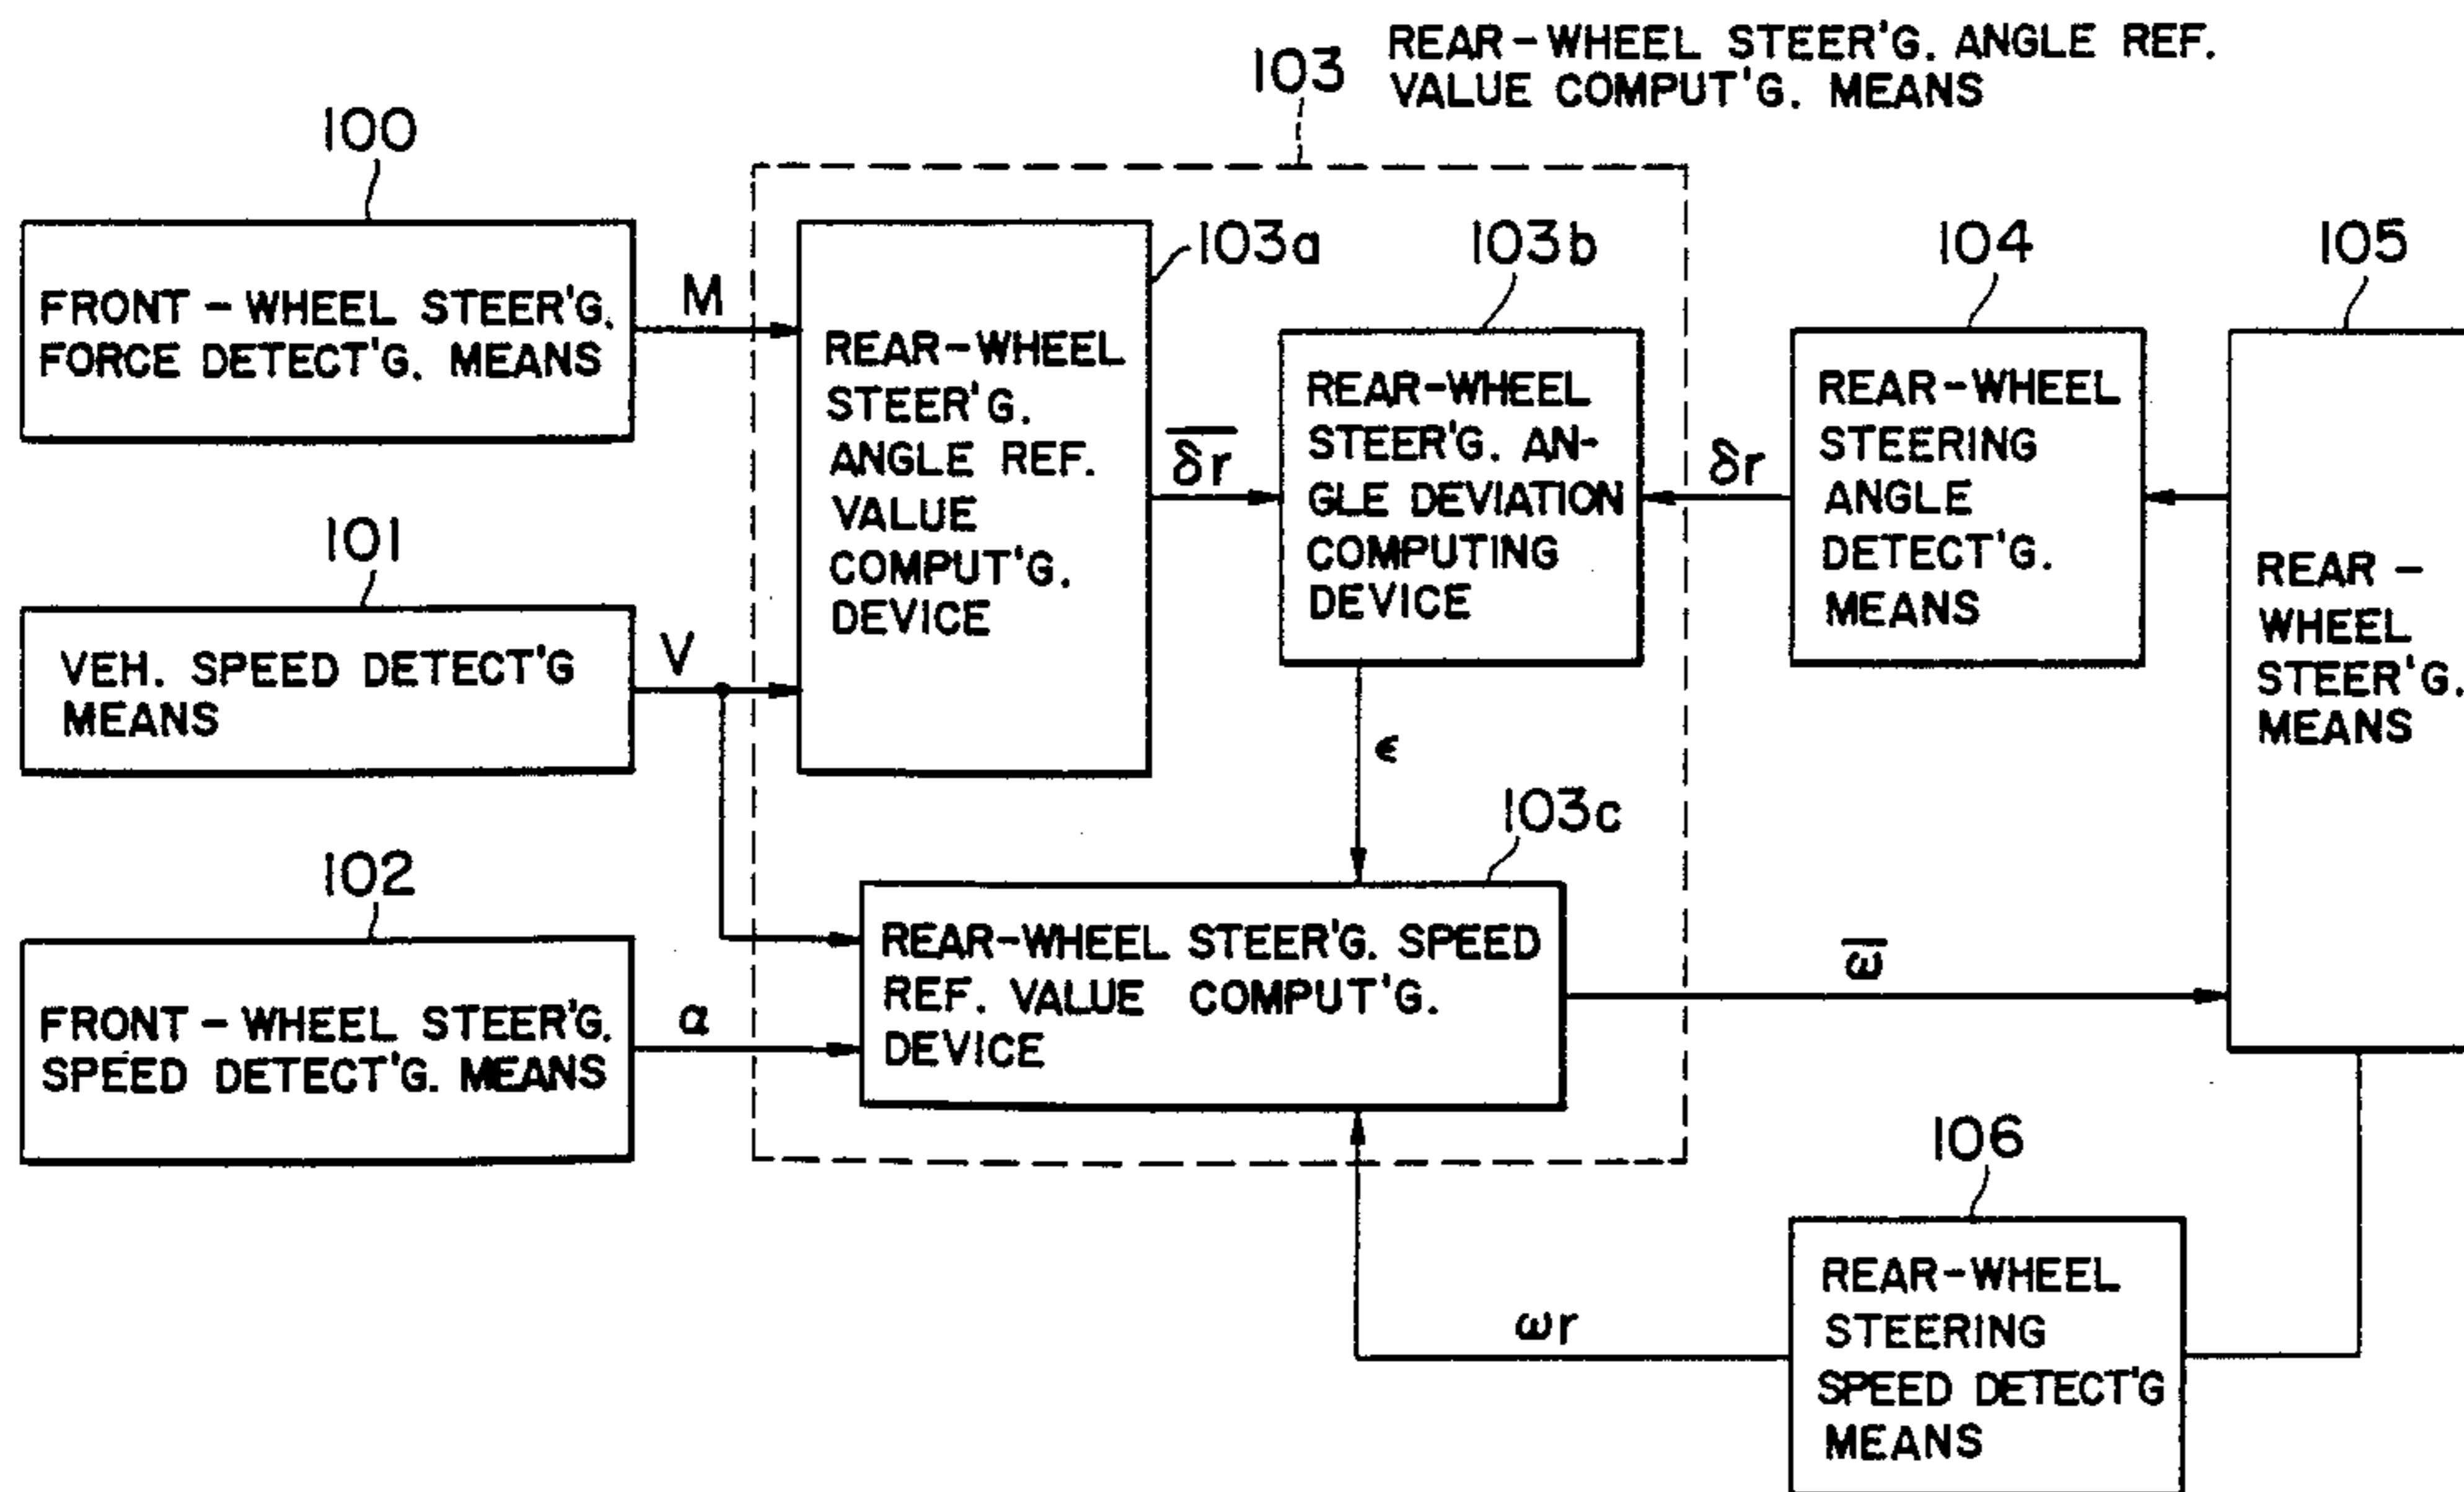 103
REAR-WHEEL STEER'G. ANGLE REF.
VALUE COMPUT'G. MEANS
100
FRONT-WHEEL STEER'G.
FORCE DETECT'G. MEANS
M
101
VEH. SPEED DETECT'G
MEANS
V
102
FRONT-WHEEL STEER'G.
SPEED DETECT'G. MEANS
α
103a
REAR-WHEEL
STEER'G.
ANGLE REF.
VALUE
COMPUT'G.
DEVICE
δ̅r̅
103b
REAR-WHEEL
STEER'G. AN-
GLE DEVIATION
COMPUTING
DEVICE
ϵ
δr
104
REAR-WHEEL
STEERING
ANGLE
DETECT'G.
MEANS
105
REAR-
WHEEL
STEER'G.
MEANS
103c
REAR-WHEEL STEER'G. SPEED
REF. VALUE COMPUT'G.
DEVICE
ω̅
ωr
106
REAR-WHEEL
STEERING
SPEED DETECT'G
MEANS